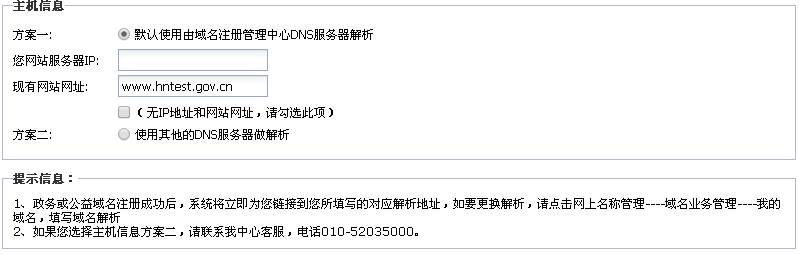 主机信息
方案一: 默认使用由域名注册管理中心DNS服务器解析
您网站服务器IP:
现有网站网址: www.hntest.gov.cn
（无IP地址和网站网址，请勾选此项）
方案二: 使用其他的DNS服务器做解析
提示信息：
1、政务或公益域名注册成功后，系统将立即为您链接到您所填写的对应解析地址，如要更换解析，请点击网上名称管理----域名业务管理----我的
域名，填写域名解析
2、如果您选择主机信息方案二，请联系我中心客服，电话010-52035000。